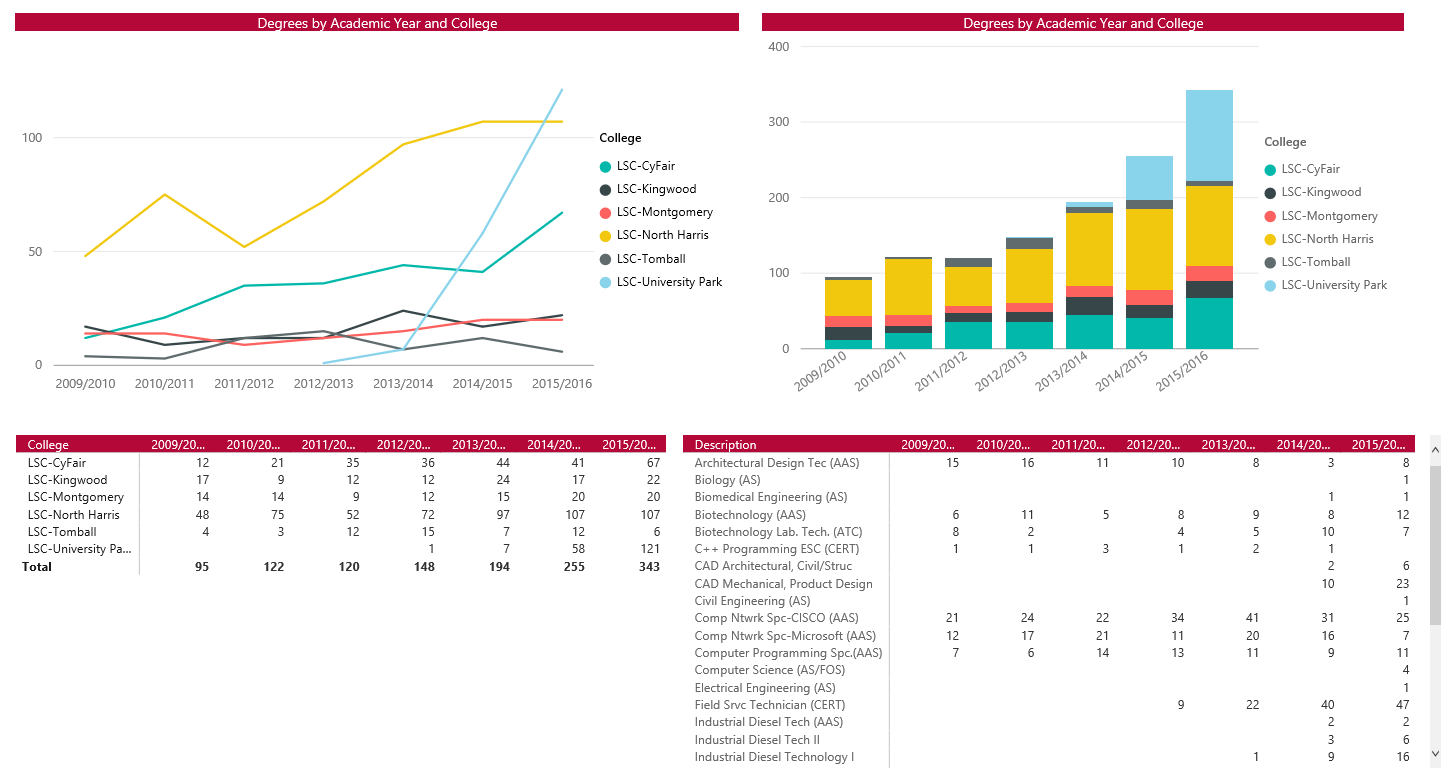 Degrees by Academic Year and College
100
50
0
2009/2010 2010/2011 2011/2012 2012/2013 2013/2014 2014/2015 2015/2016
College
LSC-CyFair
LSC-Kingwood
LSC-Montgomery
LSC-North Harris
LSC-Tomball
LSC-University Park
Degrees by Academic Year and College
400
300
200
100
0
2009/2010 2010/2011 2011/2012 2012/2013 2013/2014 2014/2015 2015/2016
College
LSC-CyFair
LSC-Kingwood
LSC-Montgomery
LSC-North Harris
LSC-Tomball
LSC-University Park
College 2009/20... 2010/20... 2011/20... 2012/20... 2013/20... 2014/20... 2015/20...
LSC-CyFair 12 21 35 36 44 41 67
LSC-Kingwood 17 9 12 12 24 17 22
LSC-Montgomery 14 14 9 12 15 20 20
LSC-North Harris 48 75 52 72 97 107 107
LSC-Tomball 4 3 12 15 7 12 6
LSC-University Pa... 1 7 58 121
Total 95 122 120 148 194 255 343
Description 2009/20... 2010/20... 2011/20... 2012/20... 2013/20... 2014/20... 2015/20...
Architectural Design Tec (AAS) 15 16 11 10 8 3 8
Biology (AS) 1
Biomedical Engineering (AS) 1 1
Biotechnology (AAS) 6 11 5 8 9 8 12
Biotechnology Lab. Tech. (ATC) 8 2 4 5 10 7
C++ Programming ESC (CERT) 1 1 3 1 2 1
CAD Architectural, Civil/Struc 2 6
CAD Mechanical, Product Design 10 23
Civil Engineering (AS) 1
Comp Ntwrk Spc-CISCO (AAS) 21 24 22 34 41 31 25
Comp Ntwrk Spc-Microsoft (AAS) 12 17 21 11 20 16 7
Computer Programming Spc.(AAS) 7 6 14 13 11 9 11
Computer Science (AS/FOS) 4
Electrical Engineering (AS) 1
Field Srvc Technician (CERT) 9 22 40 47
Industrial Diesel Tech (AAS) 2 2
Industrial Diesel Tech II 3 6
Industrial Diesel Technology I 1 9 16